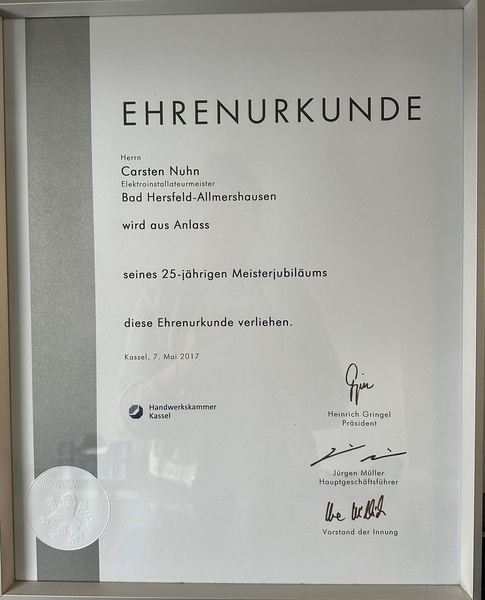 EHRENURKUNDE
Herrn
Carsten Nuhn
Elektroinstallateurmeister
Bad Hersfeld-Allmershausen
wird aus Anlass
seines 25-jährigen Meisterjubiläums
diese Ehrenurkunde verliehen.
Kassel, 7. Mai 2017
Handwerkskammer
Kassel
Heinrich Gringel
Präsident
Jürgen Müller
Hauptgeschäftsführer
Vorstand der Innung